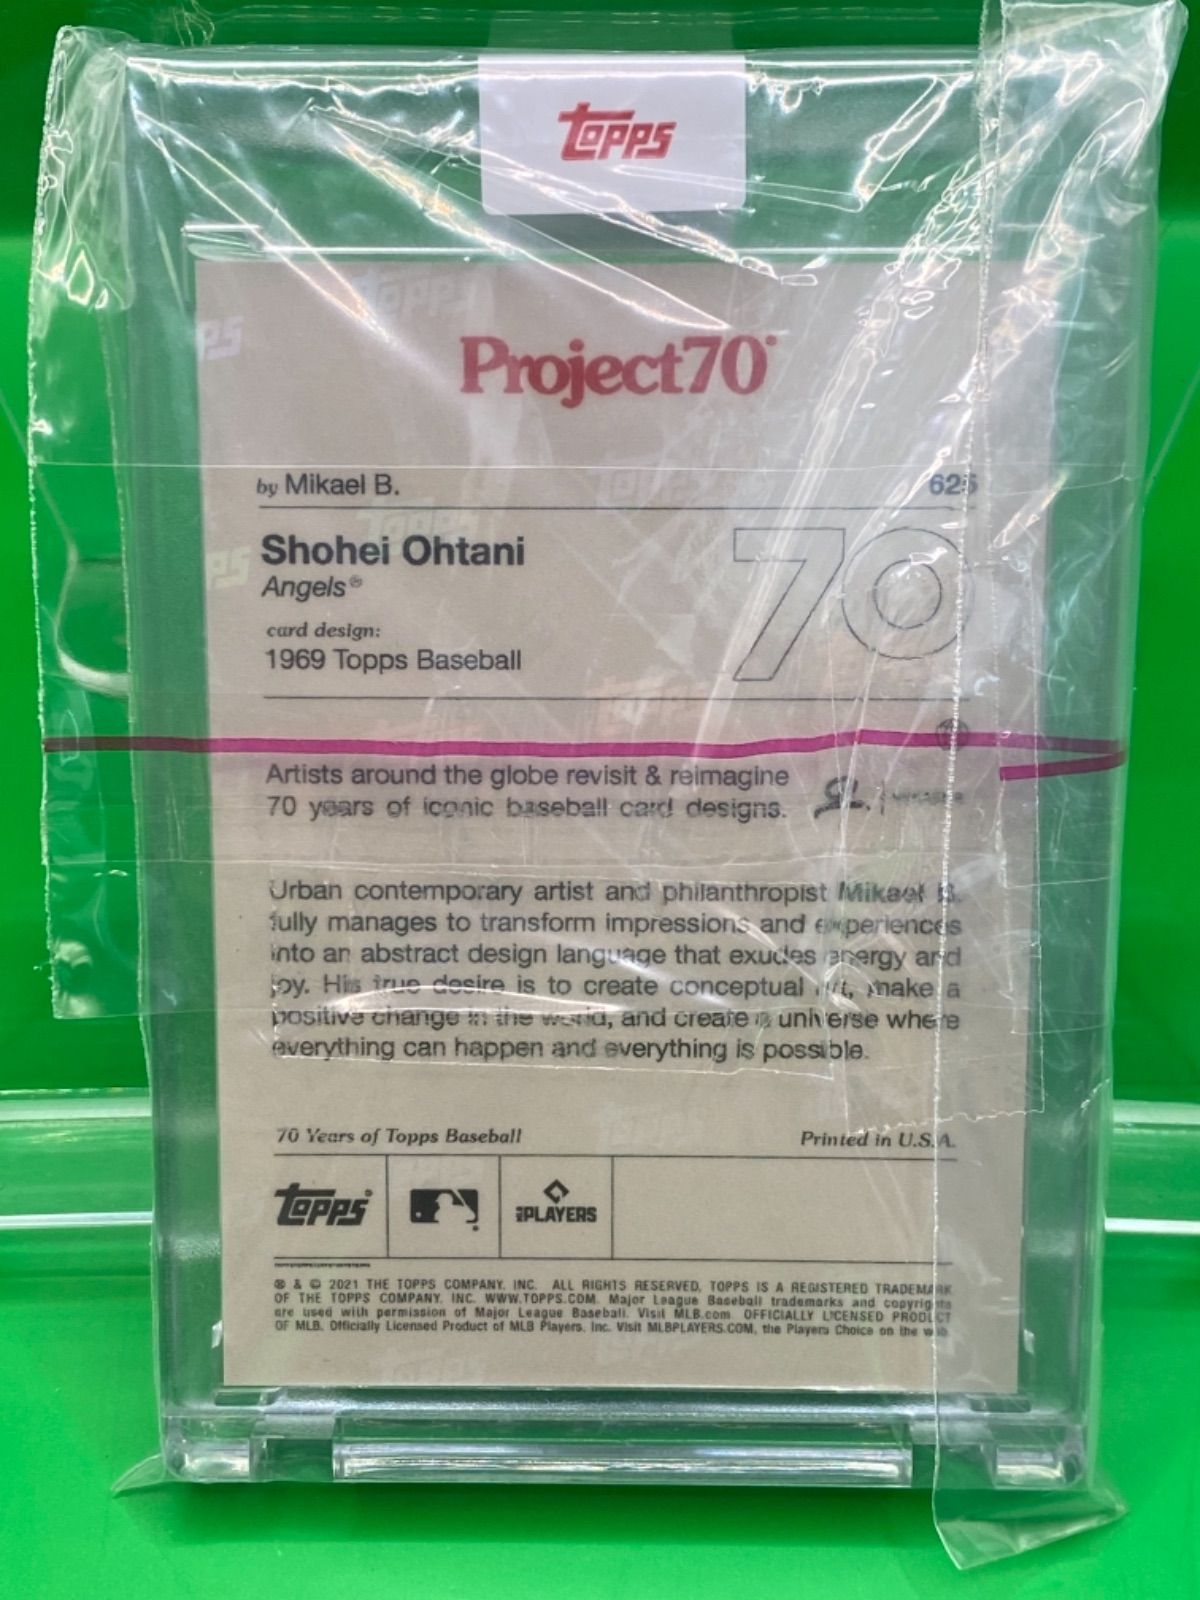 Topps
Project70®
by Mikael B.
625
Shohei Ohtani
Angels®
70
card design:
1969 Topps Baseball
Artists around the globe revisit & reimagine
70 years of iconic baseball card designs.
Urban contemporary artist and philanthropist Mikael B.
fully manages to transform impressions and experiences
into an abstract design language that exudes energy and
joy. His true desire is to create conceptual art, make a
positive change in the world, and create a universe where
everything can happen and everything is possible.
70 Years of Topps Baseball
Printed in U.S.A.
Topps®
PLAYERS
® & © 2021 THE TOPPS COMPANY, INC. ALL RIGHTS RESERVED. TOPPS IS A REGISTERED TRADEMARK
OF THE TOPPS COMPANY, INC. WWW.TOPPS.COM. Major League Baseball trademarks and copyrights
are used with permission of Major League Baseball. Visit MLB.com. OFFICIALLY LICENSED PRODUCT
OF MLB. Officially Licensed Product of MLB Players, Inc. Visit MLBPLAYERS.COM, the Players Choice on the web.